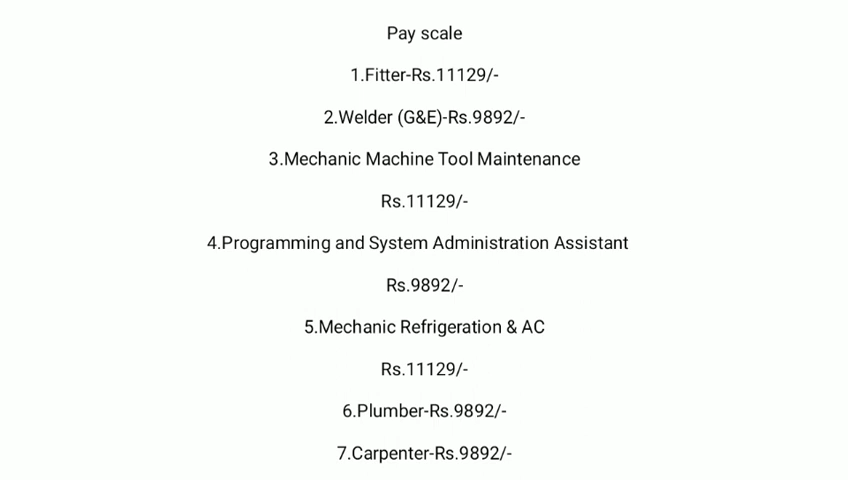 Pay scale
1.Fitter-Rs.11129/-
2.Welder (G&E)-Rs.9892/-
3.Mechanic Machine Tool Maintenance
Rs.11129/-
4.Programming and System Administration Assistant
Rs.9892/-
5.Mechanic Refrigeration & AC
Rs.11129/-
6.Plumber-Rs.9892/-
7.Carpenter-Rs.9892/-